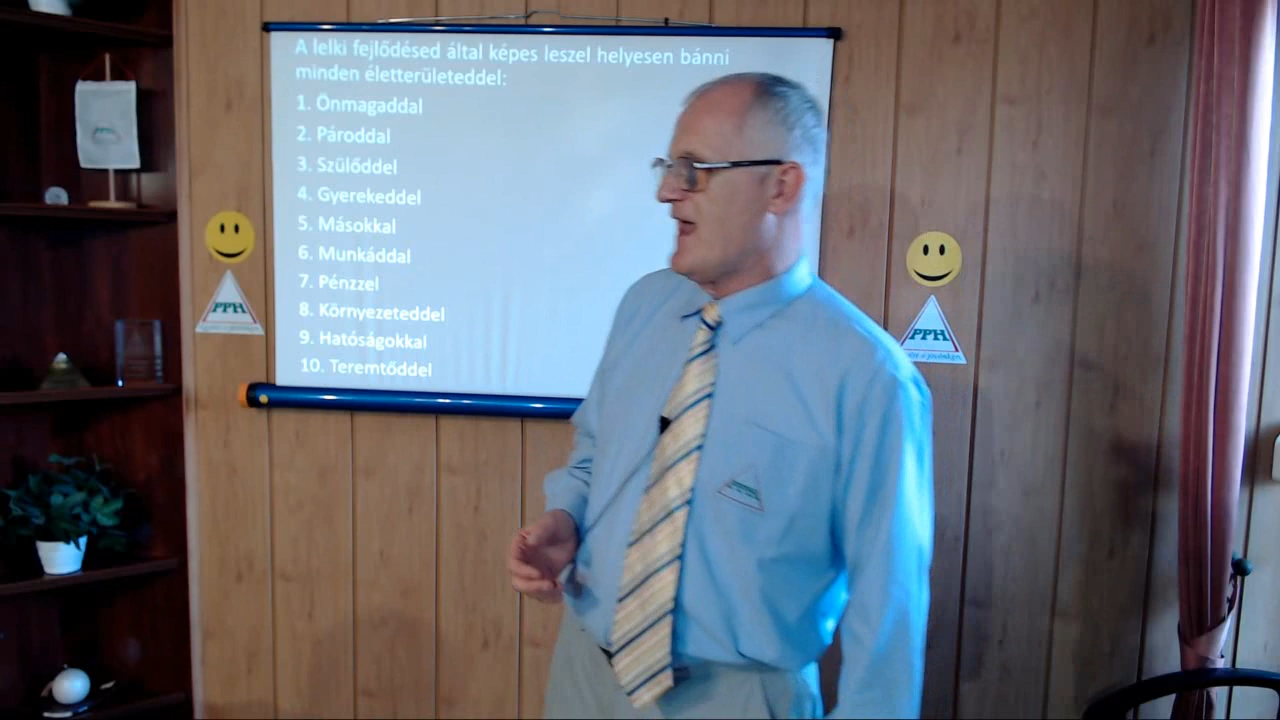 A lelki fejlődésed által képes leszel helyesen bánni
minden életterületeddel:
1. Önmagaddal
2. Pároddal
3. Szülőddel
4. Gyerekeddel
5. Másokkal
6. Munkáddal
7. Pénzzel
8. Környezeteddel
9. Hatóságokkal
10. Teremtőddel
PPH
PPH